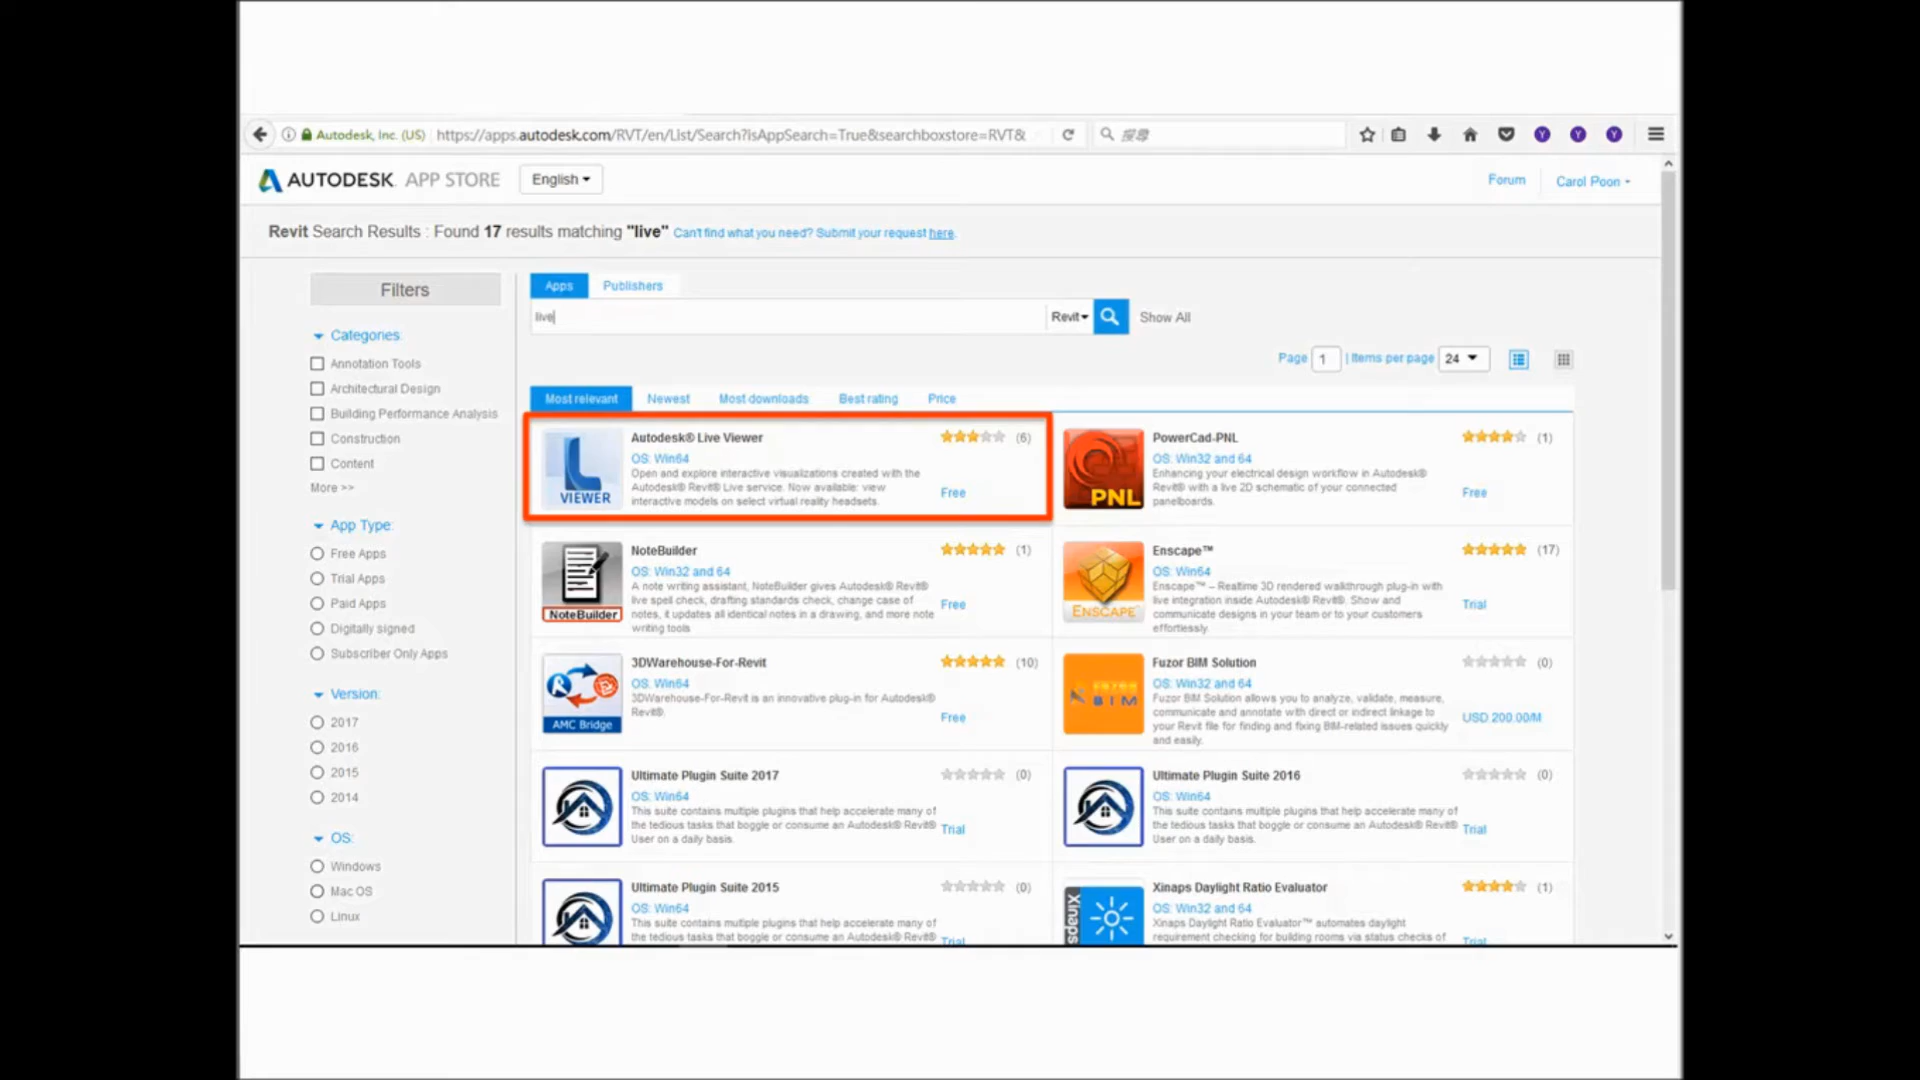 Autodesk, Inc. (US) https://apps.autodesk.com/RVT/en/List/Search?isAppSearch=True&searchboxstore=RVT& 搜尋
AUTODESK APP STORE English Forum Carol Poon
Revit Search Results : Found 17 results matching "live" Can't find what you need? Submit your request here.
Filters
Categories:
Annotation Tools
Architectural Design
Building Performance Analysis
Construction
Content
More >>
App Type:
Free Apps
Trial Apps
Paid Apps
Digitally signed
Subscriber Only Apps
Version:
2017
2016
2015
2014
OS:
Windows
Mac OS
Linux
Apps Publishers
live Revit Show All
Page 1 | Items per page 24
Most relevant Newest Most downloads Best rating Price
VIEWER
Autodesk® Live Viewer (6)
OS: Win64
Open and explore interactive visualizations created with the
Autodesk® Revit® Live service. Now available: view
interactive models on select virtual reality headsets.
Free
PNL
PowerCad-PNL (1)
OS: Win32 and 64
Enhancing your electrical design workflow in Autodesk®
Revit® with a live 2D schematic of your connected
panelboards.
Free
NoteBuilder
NoteBuilder (1)
OS: Win32 and 64
A note writing assistant, NoteBuilder gives Autodesk® Revit®
live spell check, drafting standards check, change case of
notes, it updates all identical notes in a drawing, and more note
writing tools
Free
ENSCAPE
Enscape™ (17)
OS: Win64
Enscape™ – Realtime 3D rendered walkthrough plug-in with
live integration inside Autodesk® Revit®. Show and
communicate designs in your team or to your customers
effortlessly.
Trial
AMC Bridge
3DWarehouse-For-Revit (10)
OS: Win64
3DWarehouse-For-Revit is an innovative plug-in for Autodesk®
Revit®.
Free
BIM
Fuzor BIM Solution (0)
OS: Win32 and 64
Fuzor BIM Solution allows you to analyze, validate, measure,
communicate and annotate with direct or indirect linkage to
your Revit file for finding and fixing BIM-related issues quickly
and easily.
USD 200.00/M
Ultimate Plugin Suite 2017 (0)
OS: Win64
This suite contains multiple plugins that help accelerate many of
the tedious tasks that boggle or consume an Autodesk® Revit®
User on a daily basis.
Trial
Ultimate Plugin Suite 2016 (0)
OS: Win64
This suite contains multiple plugins that help accelerate many of
the tedious tasks that boggle or consume an Autodesk® Revit®
User on a daily basis.
Trial
Ultimate Plugin Suite 2015 (0)
OS: Win64
This suite contains multiple plugins that help accelerate many of
the tedious tasks that boggle or consume an Autodesk® Revit®
Trial
Xinaps
Xinaps Daylight Ratio Evaluator (1)
OS: Win32 and 64
Xinaps Daylight Ratio Evaluator™ automates daylight
requirement checking for building rooms via status checks of
Trial